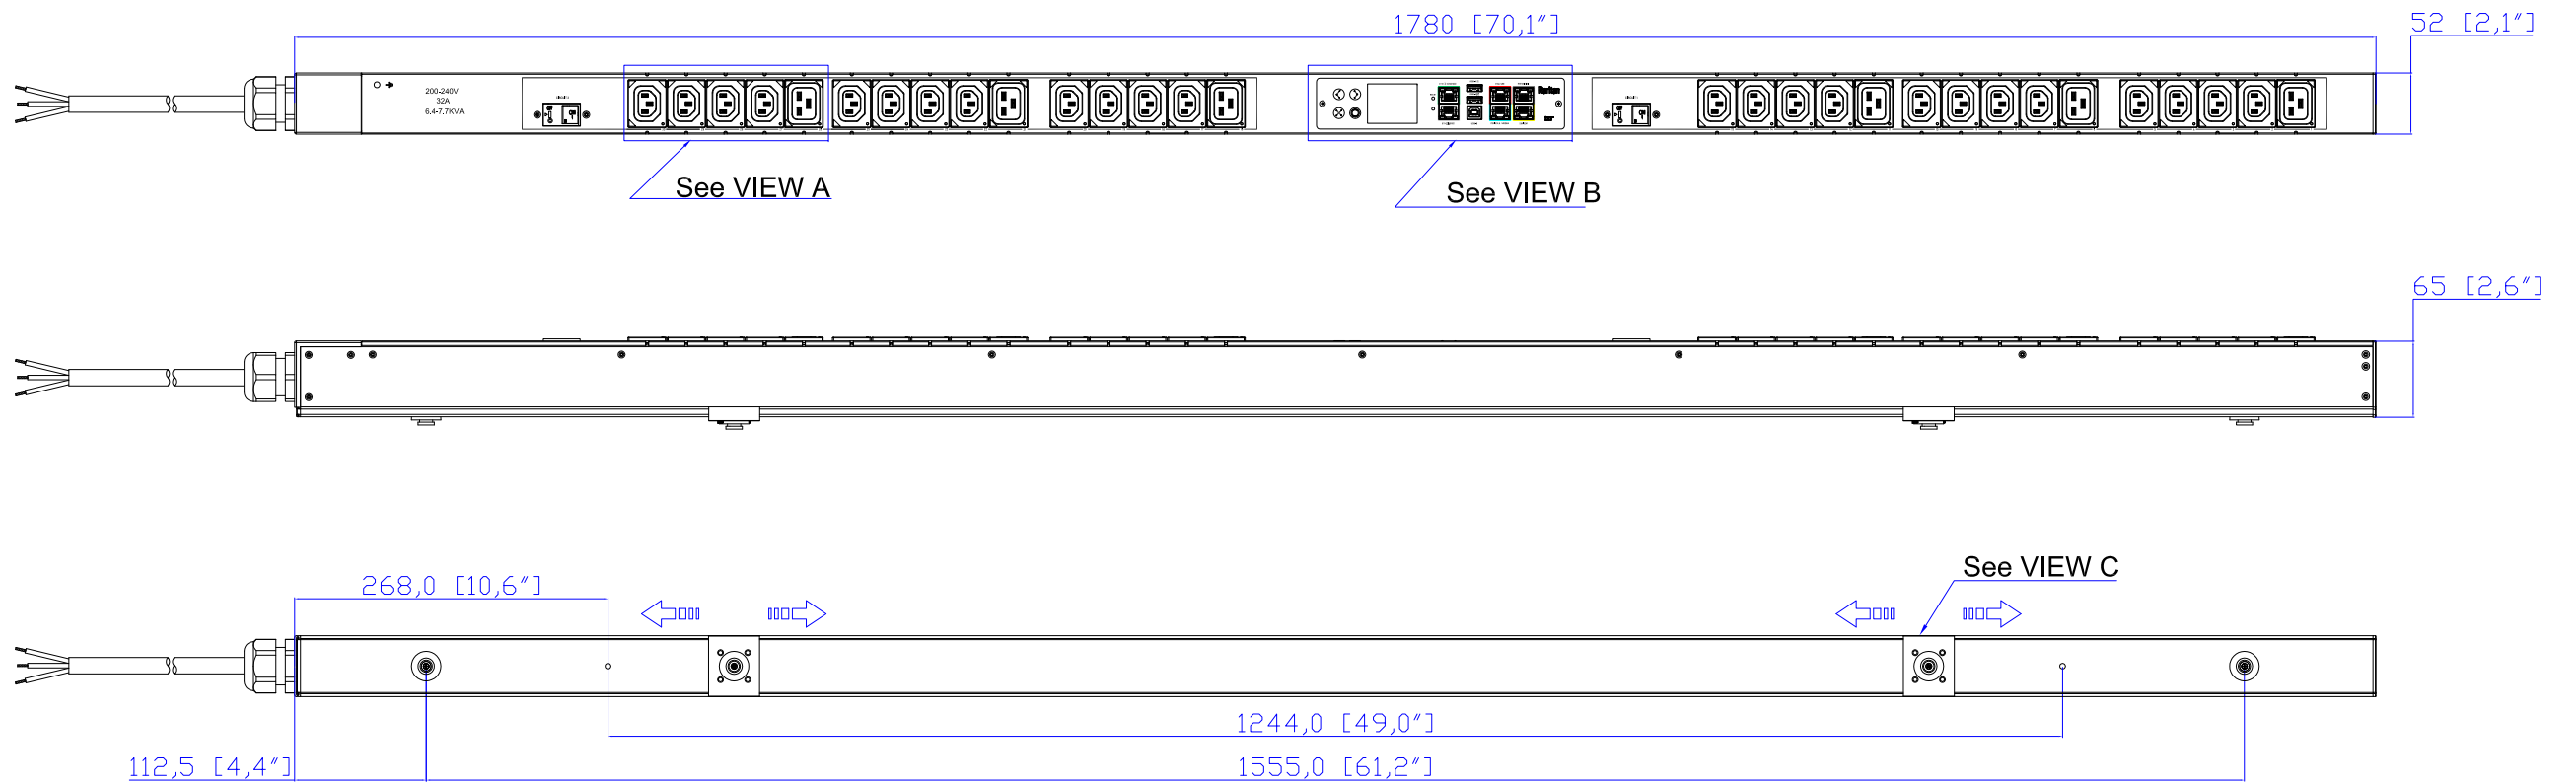 1780 [70,1″]
52 [2,1″]
200-240V
32A
6,4-7,7KVA
See VIEW A
See VIEW B
65 [2,6″]
See VIEW C
268,0 [10,6″]
1244,0 [49,0″]
112,5 [4,4″]
1555,0 [61,2″]